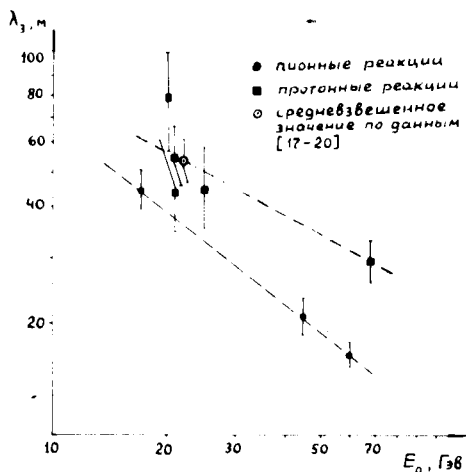 λ₃, м
100
80
60
40
20
● пионные реакции
■ протонные реакции
⊙ средневзвешенное
значение по данным
[17-20]
10
20
30
50
60
70
E₀, Гэв